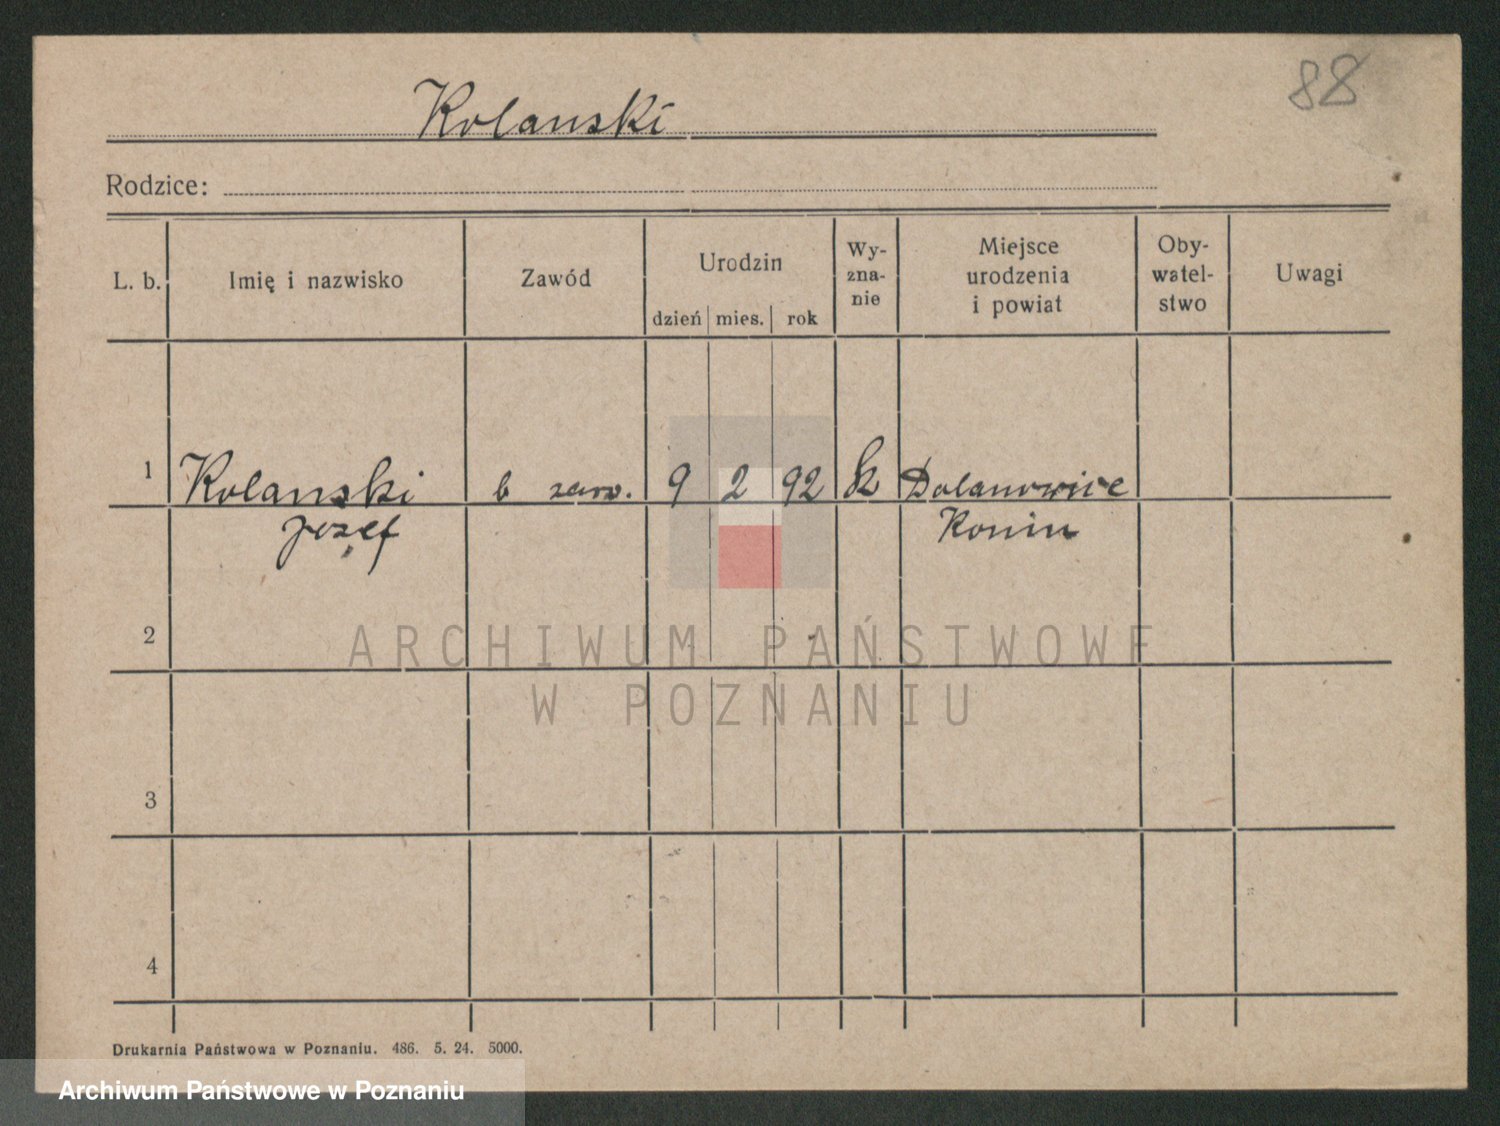 88
Kolanski
Rodzice:
L. b.
Imię i nazwisko
Zawód
Urodzin
dzień mies. rok
Wy-
zna-
nie
Miejsce
urodzenia
i powiat
Oby-
watel-
stwo
Uwagi
1 Kolanski b zaw. 9 2 92 k Dolanowice
Jozef Konin
2
ARCHIWUM PAŃSTWOWE
W POZNANIU
3
4
Drukarnia Państwowa w Poznaniu. 486. 5. 24. 5000.
Archiwum Państwowe w Poznaniu